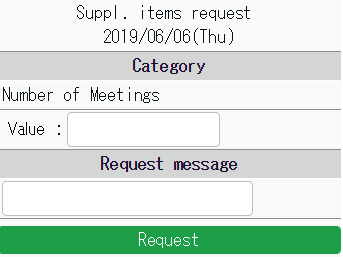 Suppl. items request
2019/06/06(Thu)
Category
Number of Meetings
Value :
Request message
Request